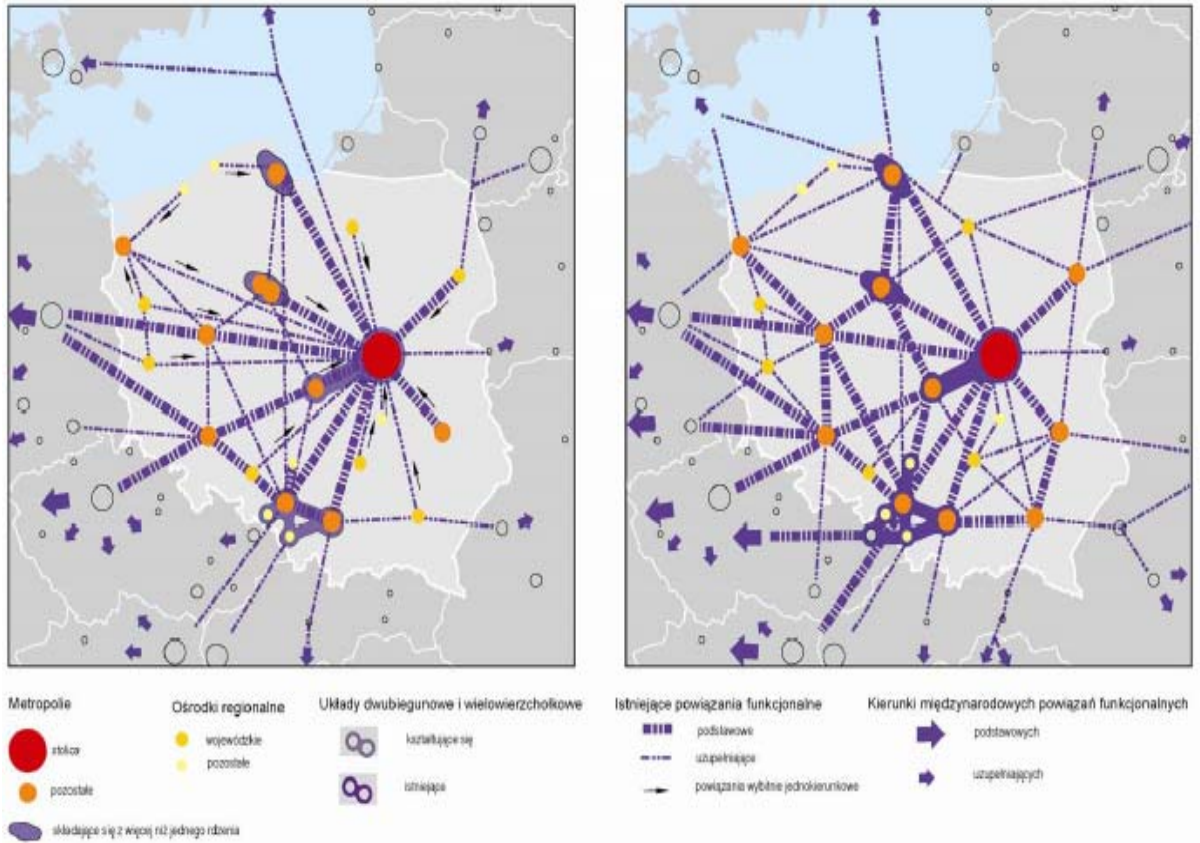 Metropolie
stolica
pozostałe
składające się z więcej niż jednego rdzenia
Ośrodki regionalne
wojewódzkie
pozostałe
Układy dwubiegunowe i wielowierzchołkowe
kształtujące się
istniejące
Istniejące powiązania funkcjonalne
podstawowe
uzupełniające
powiązania wybitnie jednokierunkowe
Kierunki międzynarodowych powiązań funkcjonalnych
podstawowych
uzupełniających